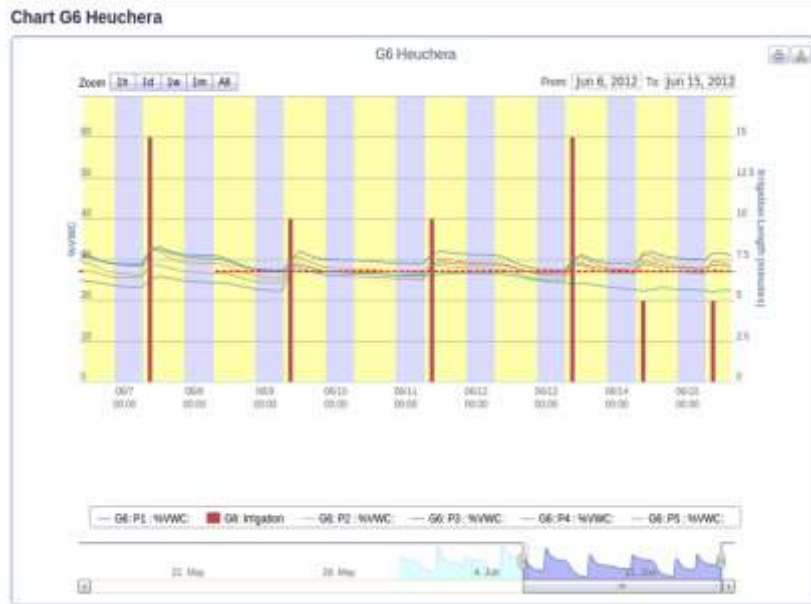 Chart G6 Heuchera
G6 Heuchera
Zoom 1h 1d 1w 1m All
From: Jun 6, 2012 To: Jun 15, 2012
%VWC
40
30
20
0
15
12.5
10
7.5
5
2.5
0
Irrigation Length (minutes)
06/7 06/8 06/9 06/10 06/11 06/12 06/13 06/14 06/15
00:00 00:00 00:00 00:00 00:00 00:00 00:00 00:00 00:00
G6: P1 : %VWC: G6: Irrigation G6: P2 : %VWC: G6: P3 : %VWC: G6: P4 : %VWC: G6: P5 : %VWC:
21. May 28. May 4. Jun